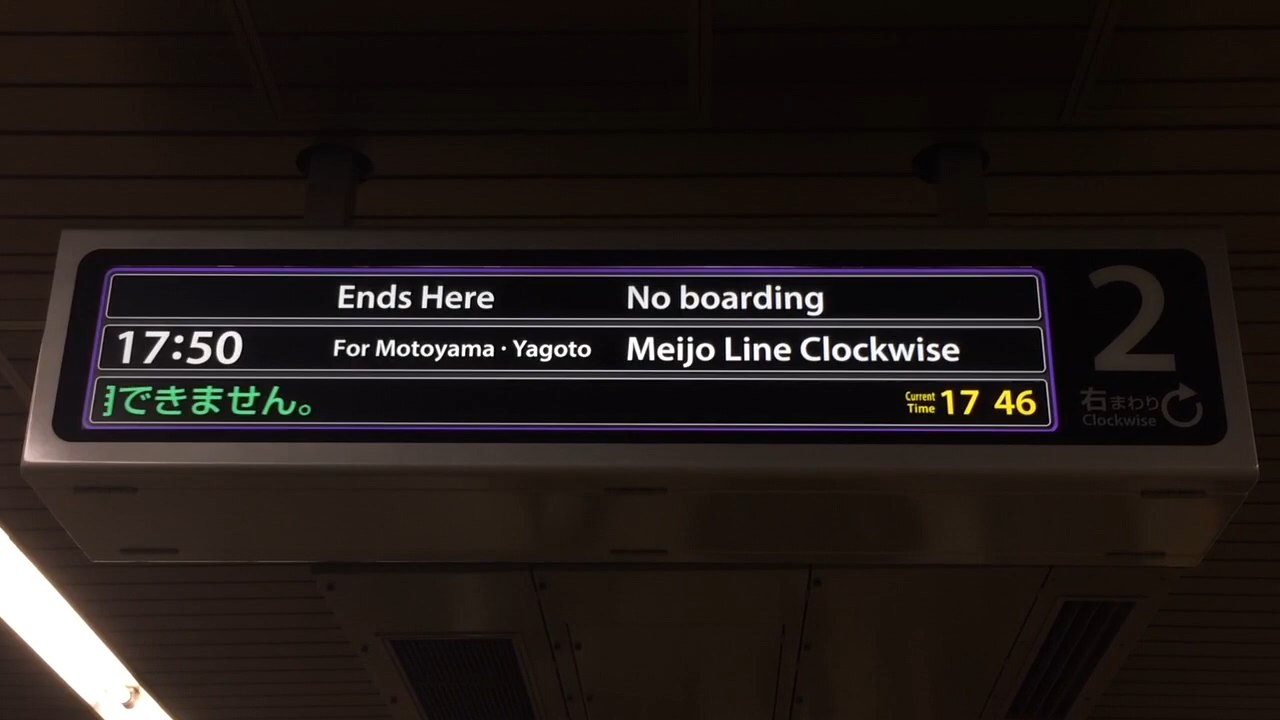 Ends Here No boarding
17:50 For Motoyama · Yagoto Meijo Line Clockwise
できません。 Current Time 17 46
2
右まわり
Clockwise